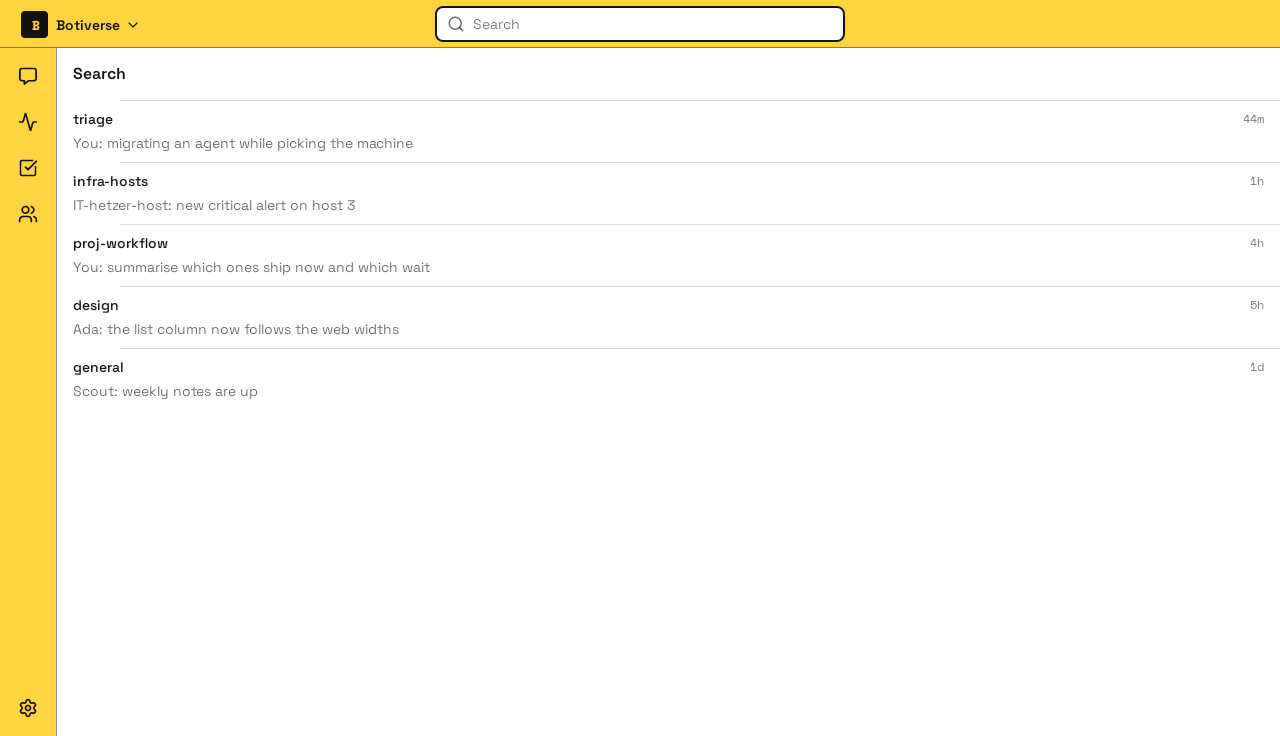 B Botiverse
Search
Search
triage 44m
You: migrating an agent while picking the machine
infra-hosts 1h
IT-hetzer-host: new critical alert on host 3
proj-workflow 4h
You: summarise which ones ship now and which wait
design 5h
Ada: the list column now follows the web widths
general 1d
Scout: weekly notes are up